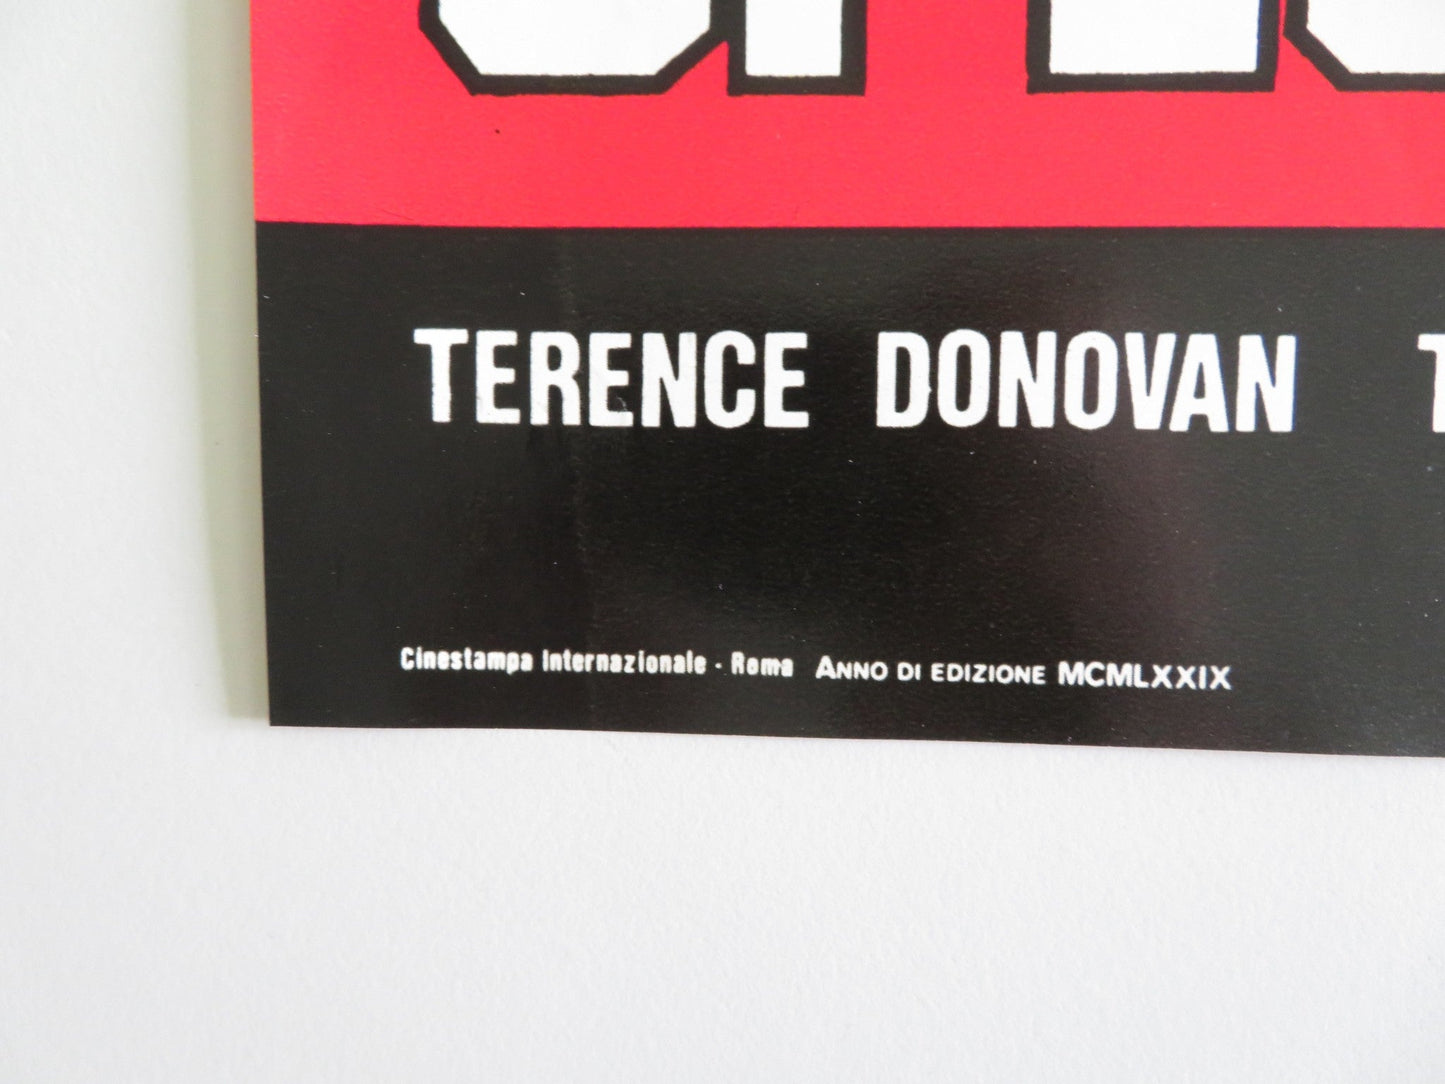 TERENCE DONOVAN
Cinestampa Internazionale - Roma ANNO DI EDIZIONE MCMLXXIX